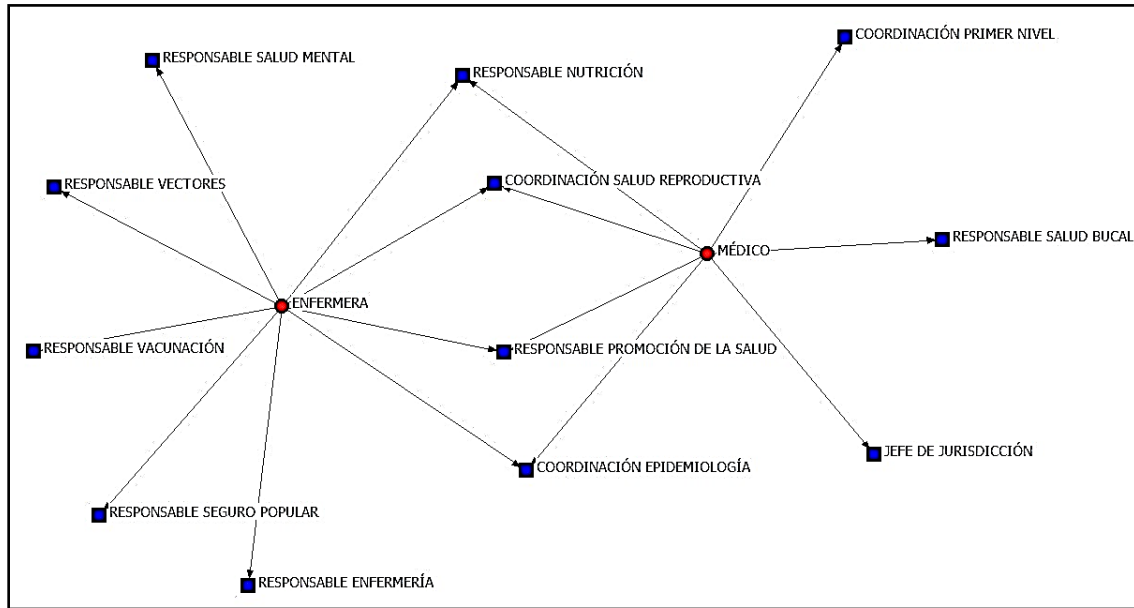 COORDINACIÓN PRIMER NIVEL
RESPONSABLE SALUD MENTAL
RESPONSABLE NUTRICIÓN
RESPONSABLE VECTORES
COORDINACIÓN SALUD REPRODUCTIVA
RESPONSABLE SALUD BUCAL
MÉDICO
ENFERMERA
RESPONSABLE VACUNACIÓN
RESPONSABLE PROMOCIÓN DE LA SALUD
JEFE DE JURISDICCIÓN
COORDINACIÓN EPIDEMIOLOGÍA
RESPONSABLE SEGURO POPULAR
RESPONSABLE ENFERMERÍA